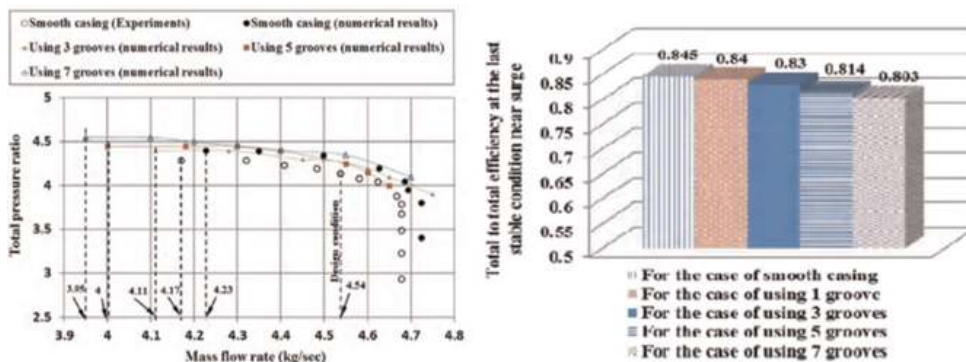 Smooth casing (Experiments) Smooth casing (numerical results)
Using 3 grooves (numerical results) Using 5 grooves (numerical results)
Using 7 grooves (numerical results)
Total pressure ratio
5
4.5
4
3.5
3
2.5
3.9 4 4.1 4.2 4.3 4.4 4.5 4.6 4.7 4.8
Mass flow rate (kg/sec)
3.95 4 4.11 4.17 4.23 4.54
Design condition
Total to total efficiency at the last
stable condition near surge
0.9
0.85
0.8
0.75
0.7
0.65
0.6
0.55
0.5
0.845 0.84 0.83 0.814 0.803
For the case of smooth casing
For the case of using 1 groove
For the case of using 3 grooves
For the case of using 5 grooves
For the case of using 7 grooves